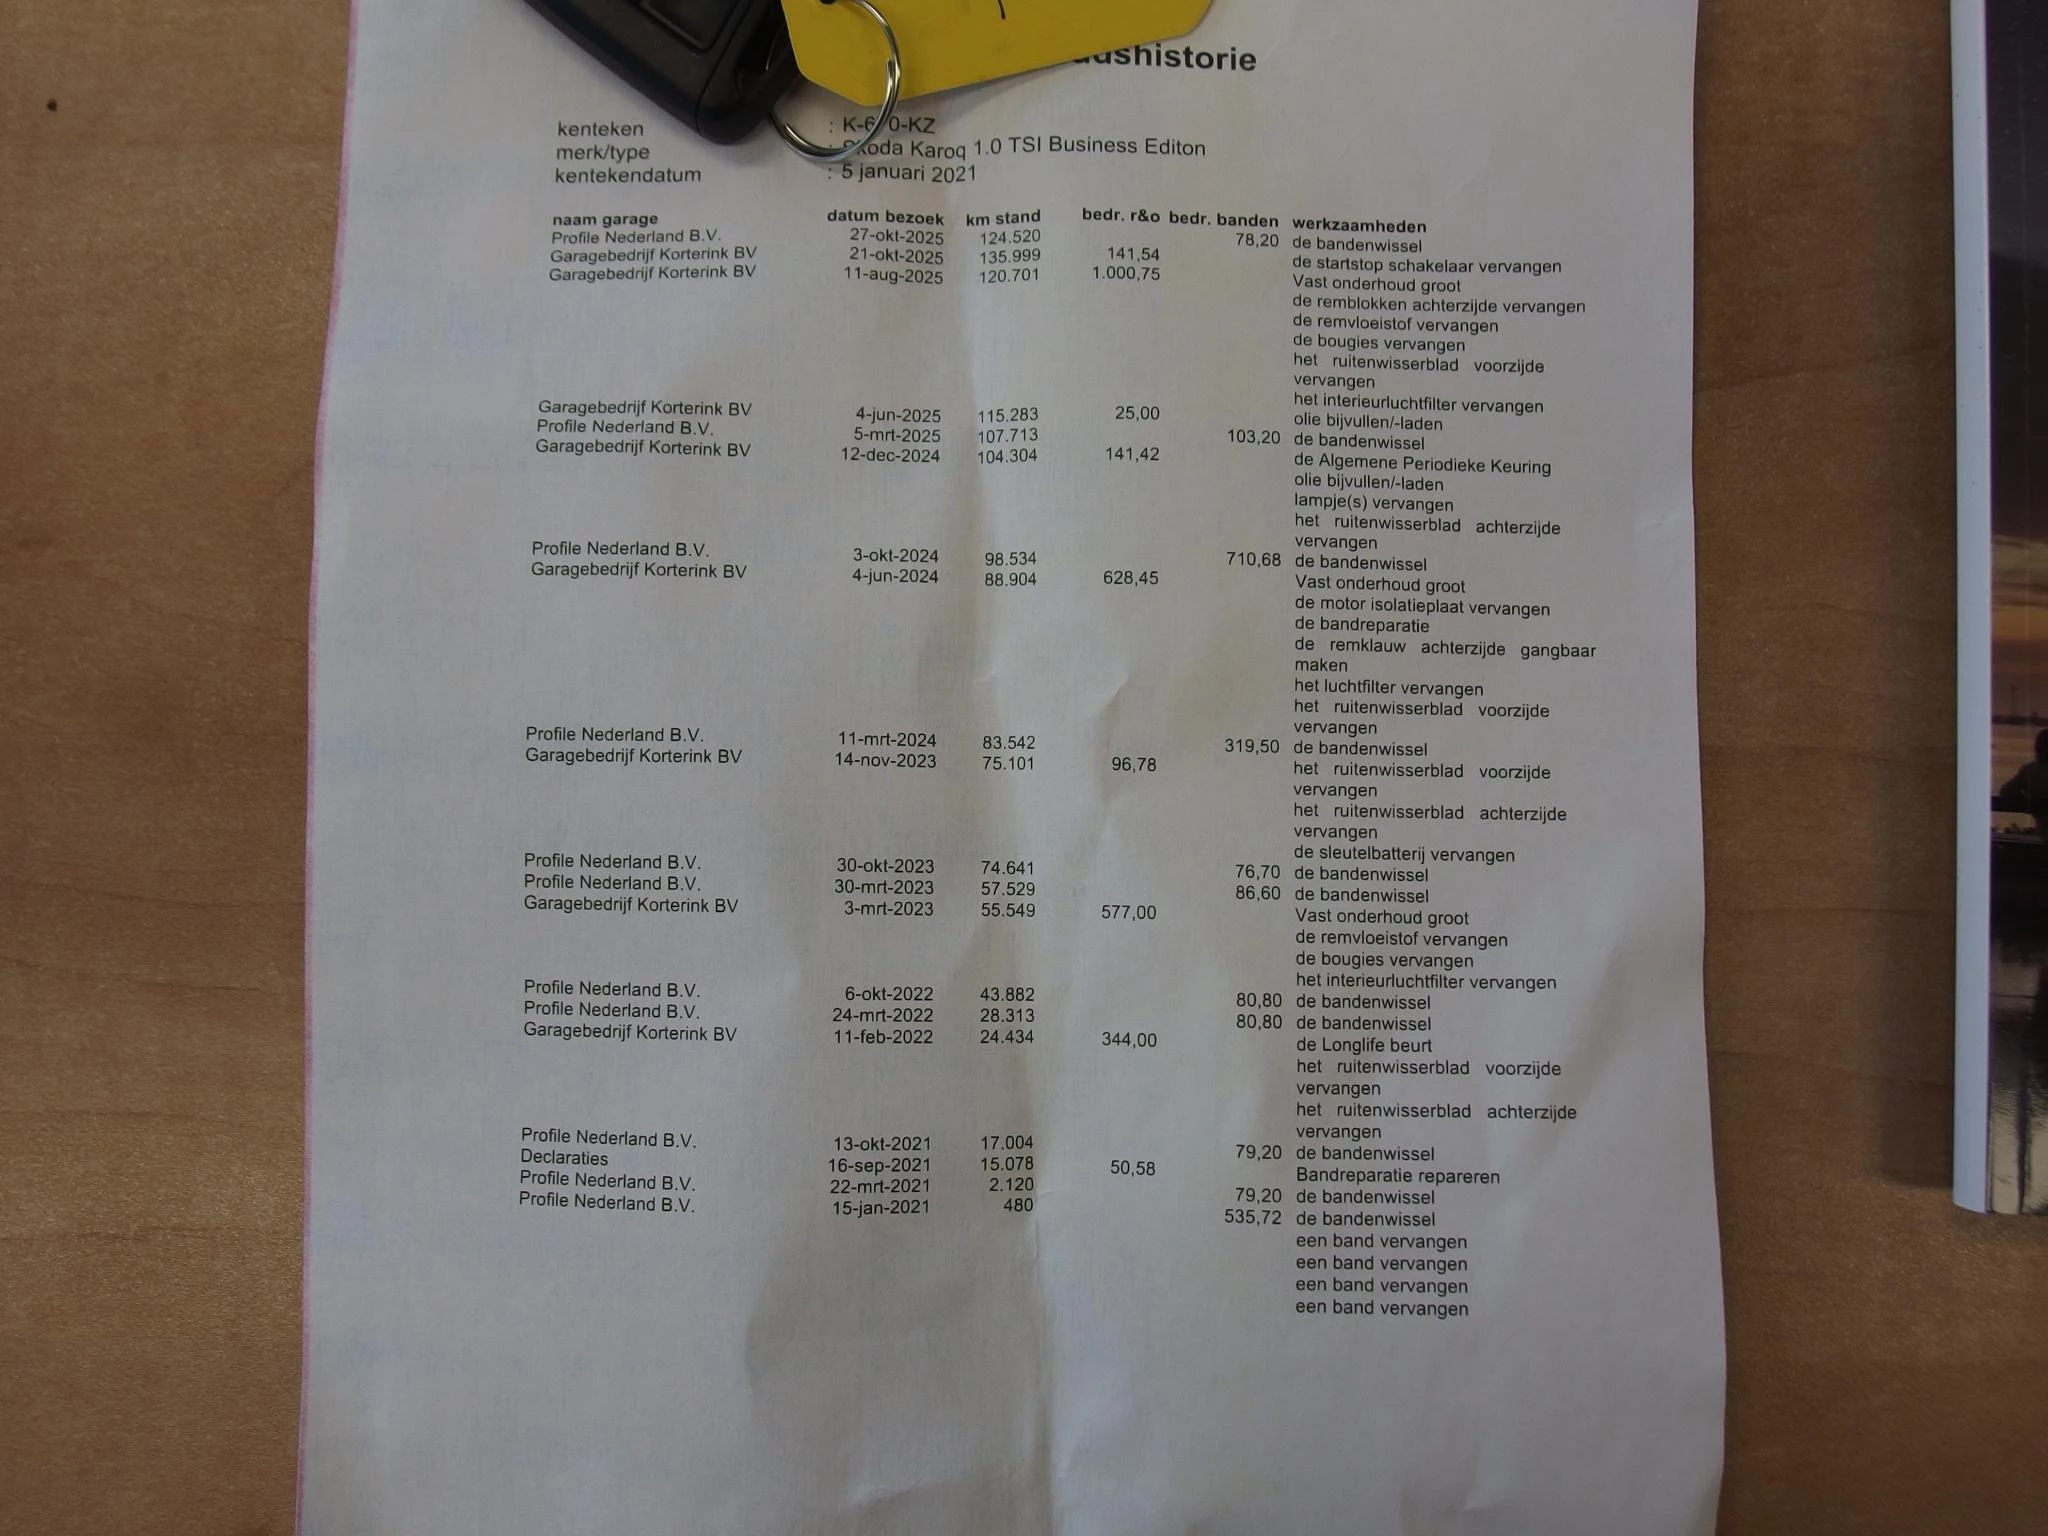 dshistorie
kenteken : K-6 0-KZ
merk/type : Skoda Karoq 1.0 TSI Business Editon
kentekendatum : 5 januari 2021
naam garage datum bezoek km stand bedr. r&o bedr. banden werkzaamheden
Profile Nederland B.V. 27-okt-2025 124.520 78,20 de bandenwissel
Garagebedrijf Korterink BV 21-okt-2025 135.999 141,54 de startstop schakelaar vervangen
Garagebedrijf Korterink BV 11-aug-2025 120.701 1.000,75 Vast onderhoud groot
de remblokken achterzijde vervangen
de remvloeistof vervangen
de bougies vervangen
het ruitenwisserblad voorzijde
vervangen
het interieurluchtfilter vervangen
Garagebedrijf Korterink BV 4-jun-2025 115.283 25,00 olie bijvullen/-laden
Profile Nederland B.V. 5-mrt-2025 107.713 103,20 de bandenwissel
Garagebedrijf Korterink BV 12-dec-2024 104.304 141,42 de Algemene Periodieke Keuring
olie bijvullen/-laden
lampje(s) vervangen
het ruitenwisserblad achterzijde
vervangen
Profile Nederland B.V. 3-okt-2024 98.534 710,68 de bandenwissel
Garagebedrijf Korterink BV 4-jun-2024 88.904 628,45 Vast onderhoud groot
de motor isolatieplaat vervangen
de bandreparatie
de remklauw achterzijde gangbaar
maken
het luchtfilter vervangen
het ruitenwisserblad voorzijde
vervangen
Profile Nederland B.V. 11-mrt-2024 83.542 319,50 de bandenwissel
Garagebedrijf Korterink BV 14-nov-2023 75.101 96,78 het ruitenwisserblad voorzijde
vervangen
het ruitenwisserblad achterzijde
vervangen
de sleutelbatterij vervangen
Profile Nederland B.V. 30-okt-2023 74.641 76,70 de bandenwissel
Profile Nederland B.V. 30-mrt-2023 57.529 86,60 de bandenwissel
Garagebedrijf Korterink BV 3-mrt-2023 55.549 577,00 Vast onderhoud groot
de remvloeistof vervangen
de bougies vervangen
het interieurluchtfilter vervangen
Profile Nederland B.V. 6-okt-2022 43.882 80,80 de bandenwissel
Profile Nederland B.V. 24-mrt-2022 28.313 80,80 de bandenwissel
Garagebedrijf Korterink BV 11-feb-2022 24.434 344,00 de Longlife beurt
het ruitenwisserblad voorzijde
vervangen
het ruitenwisserblad achterzijde
vervangen
Profile Nederland B.V. 13-okt-2021 17.004 79,20 de bandenwissel
Declaraties 16-sep-2021 15.078 50,58 Bandreparatie repareren
Profile Nederland B.V. 22-mrt-2021 2.120 79,20 de bandenwissel
Profile Nederland B.V. 15-jan-2021 480 535,72 de bandenwissel
een band vervangen
een band vervangen
een band vervangen
een band vervangen